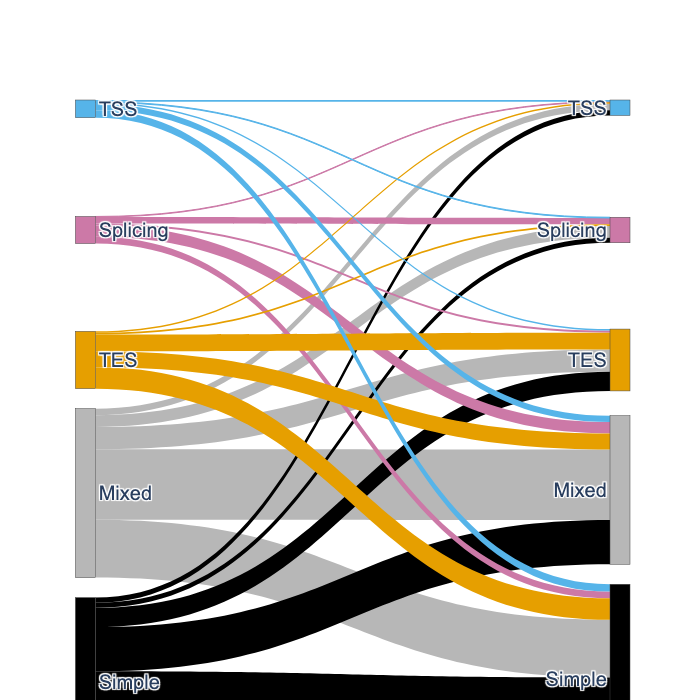 TSS
TSS
Splicing
Splicing
TES
TES
Mixed
Mixed
Simple
Simple